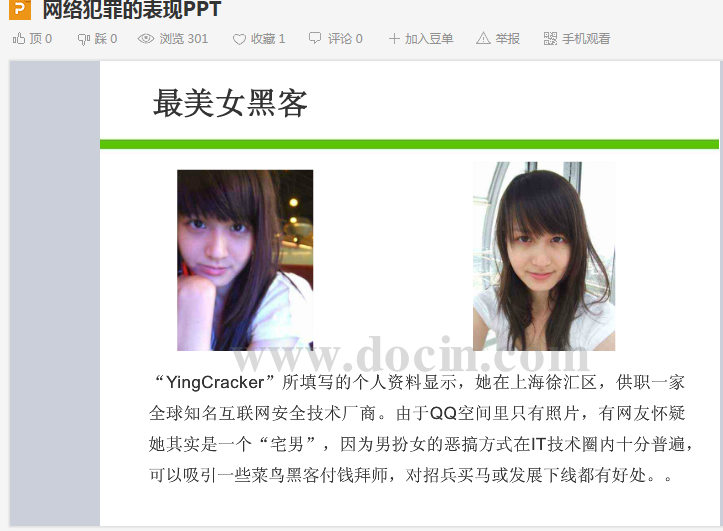 网络犯罪的表现PPT
顶 0 踩 0 浏览 301 收藏 1 评论 0 加入豆单 举报 手机观看
最美女黑客
www.docin.com
“YingCracker”所填写的个人资料显示，她在上海徐汇区，供职一家
全球知名互联网安全技术厂商。由于QQ空间里只有照片，有网友怀疑
她其实是一个“宅男”，因为男扮女的恶搞方式在IT技术圈内十分普遍，
可以吸引一些菜鸟黑客付钱拜师，对招兵买马或发展下线都有好处。。